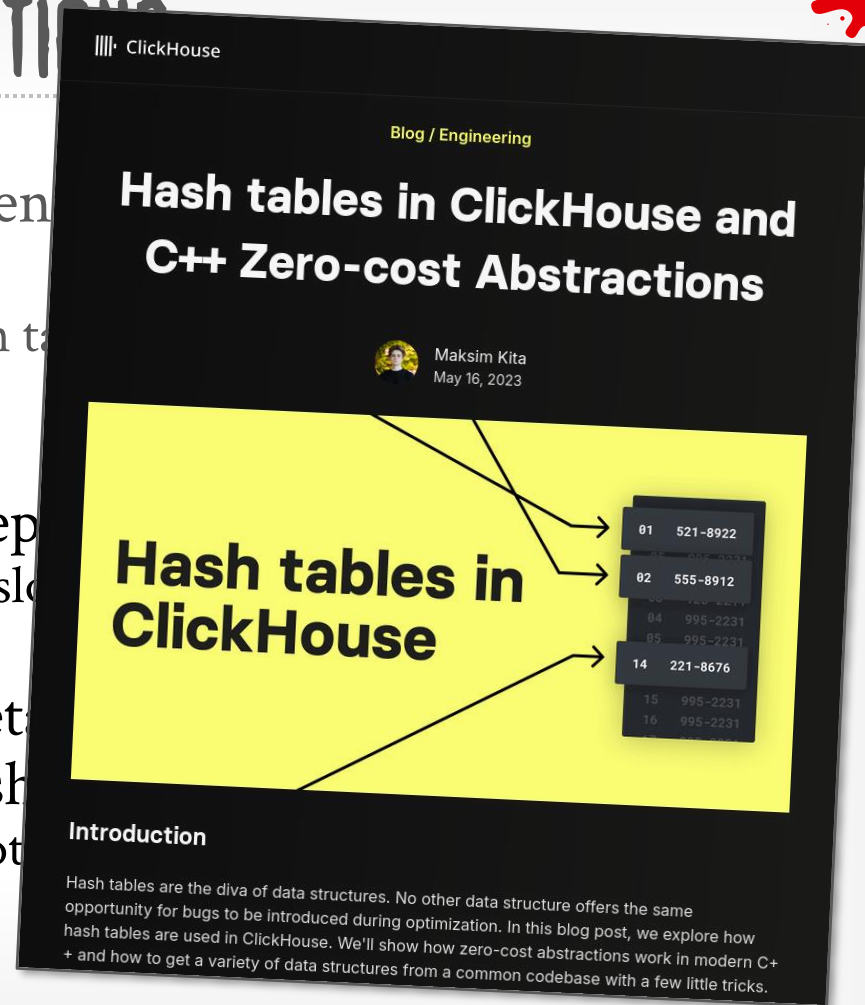 ClickHouse
Blog / Engineering
Hash tables in ClickHouse and
C++ Zero-cost Abstractions
Maksim Kita
May 16, 2023
Hash tables in
ClickHouse
01 521-8922
02 555-8912
04 995-2231
05 995-2231
14 221-8676
15 995-2231
16 995-2231
Introduction
Hash tables are the diva of data structures. No other data structure offers the same
opportunity for bugs to be introduced during optimization. In this blog post, we explore how
hash tables are used in ClickHouse. We'll show how zero-cost abstractions work in modern C+
+ and how to get a variety of data structures from a common codebase with a few little tricks.